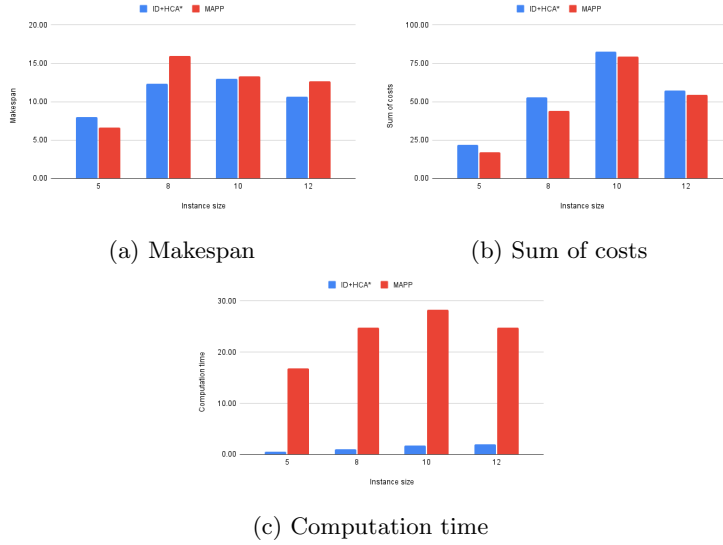 ID+HCA* MAPP
Makespan
20.00
15.00
10.00
5.00
0.00
5 8 10 12
Instance size
(a) Makespan
ID+HCA* MAPP
Sum of costs
100.00
75.00
50.00
25.00
0.00
5 8 10 12
Instance size
(b) Sum of costs
ID+HCA* MAPP
Computation time
30.00
20.00
10.00
0.00
5 8 10 12
Instance size
(c) Computation time